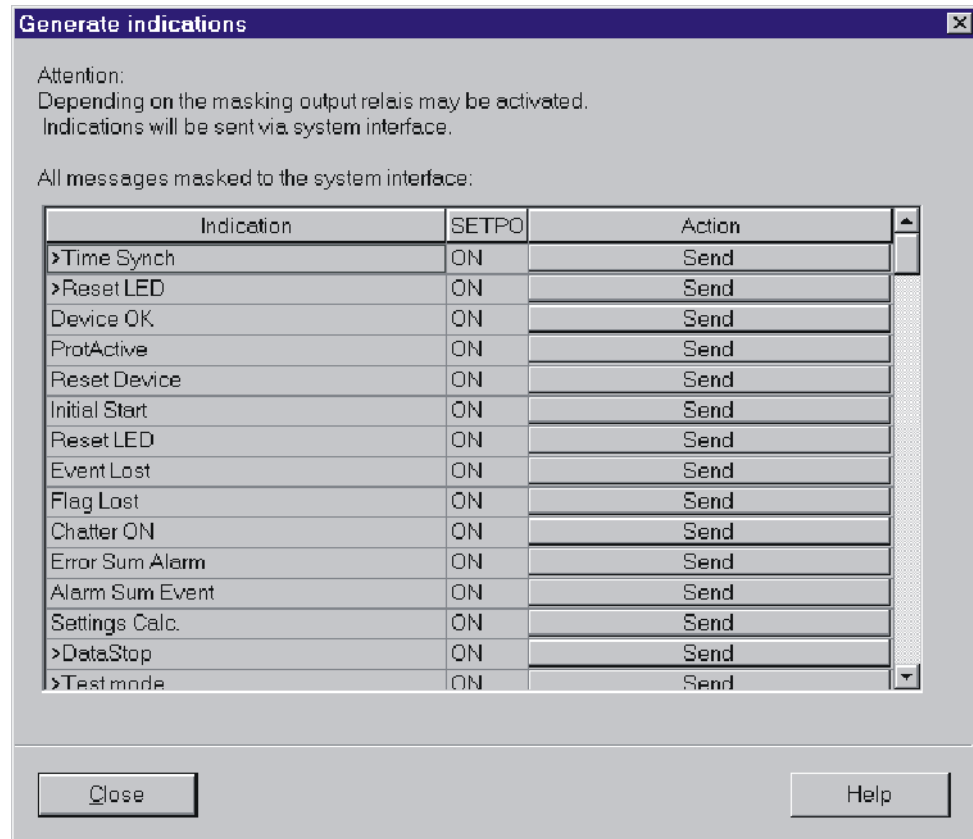 Generate indications
Attention:
Depending on the masking output relais may be activated.
Indications will be sent via system interface.
All messages masked to the system interface:
Indication SETPO Action
>Time Synch ON Send
>Reset LED ON Send
Device OK ON Send
ProtActive ON Send
Reset Device ON Send
Initial Start ON Send
Reset LED ON Send
Event Lost ON Send
Flag Lost ON Send
Chatter ON ON Send
Error Sum Alarm ON Send
Alarm Sum Event ON Send
Settings Calc. ON Send
>DataStop ON Send
>Test mode ON Send
Close Help